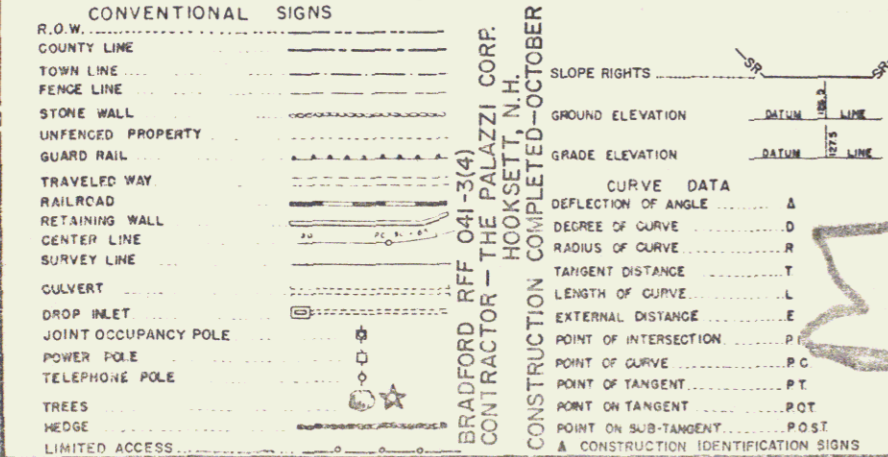 CONVENTIONAL SIGNS
R.O.W.
COUNTY LINE
TOWN LINE
FENCE LINE
STONE WALL
UNFENCED PROPERTY
GUARD RAIL
TRAVELED WAY
RAILROAD
RETAINING WALL
CENTER LINE
SURVEY LINE
CULVERT
DROP INLET
JOINT OCCUPANCY POLE
POWER POLE
TELEPHONE POLE
TREES
HEDGE
LIMITED ACCESS
BRADFORD RFF 041-3(4)
CONTRACTOR — THE PALAZZI CORP.
HOOKSETT, N.H.
CONSTRUCTION COMPLETED-OCTOBER
SLOPE RIGHTS SR SR
GROUND ELEVATION DATUM LINE
GRADE ELEVATION DATUM 127.5 LINE
CURVE DATA
DEFLECTION OF ANGLE Δ
DEGREE OF CURVE D
RADIUS OF CURVE R
TANGENT DISTANCE T
LENGTH OF CURVE L
EXTERNAL DISTANCE E
POINT OF INTERSECTION P.I.
POINT OF CURVE P.C.
POINT OF TANGENT P.T.
POINT ON TANGENT P.O.T.
POINT ON SUB-TANGENT P.O.S.T.
Δ CONSTRUCTION IDENTIFICATION SIGNS